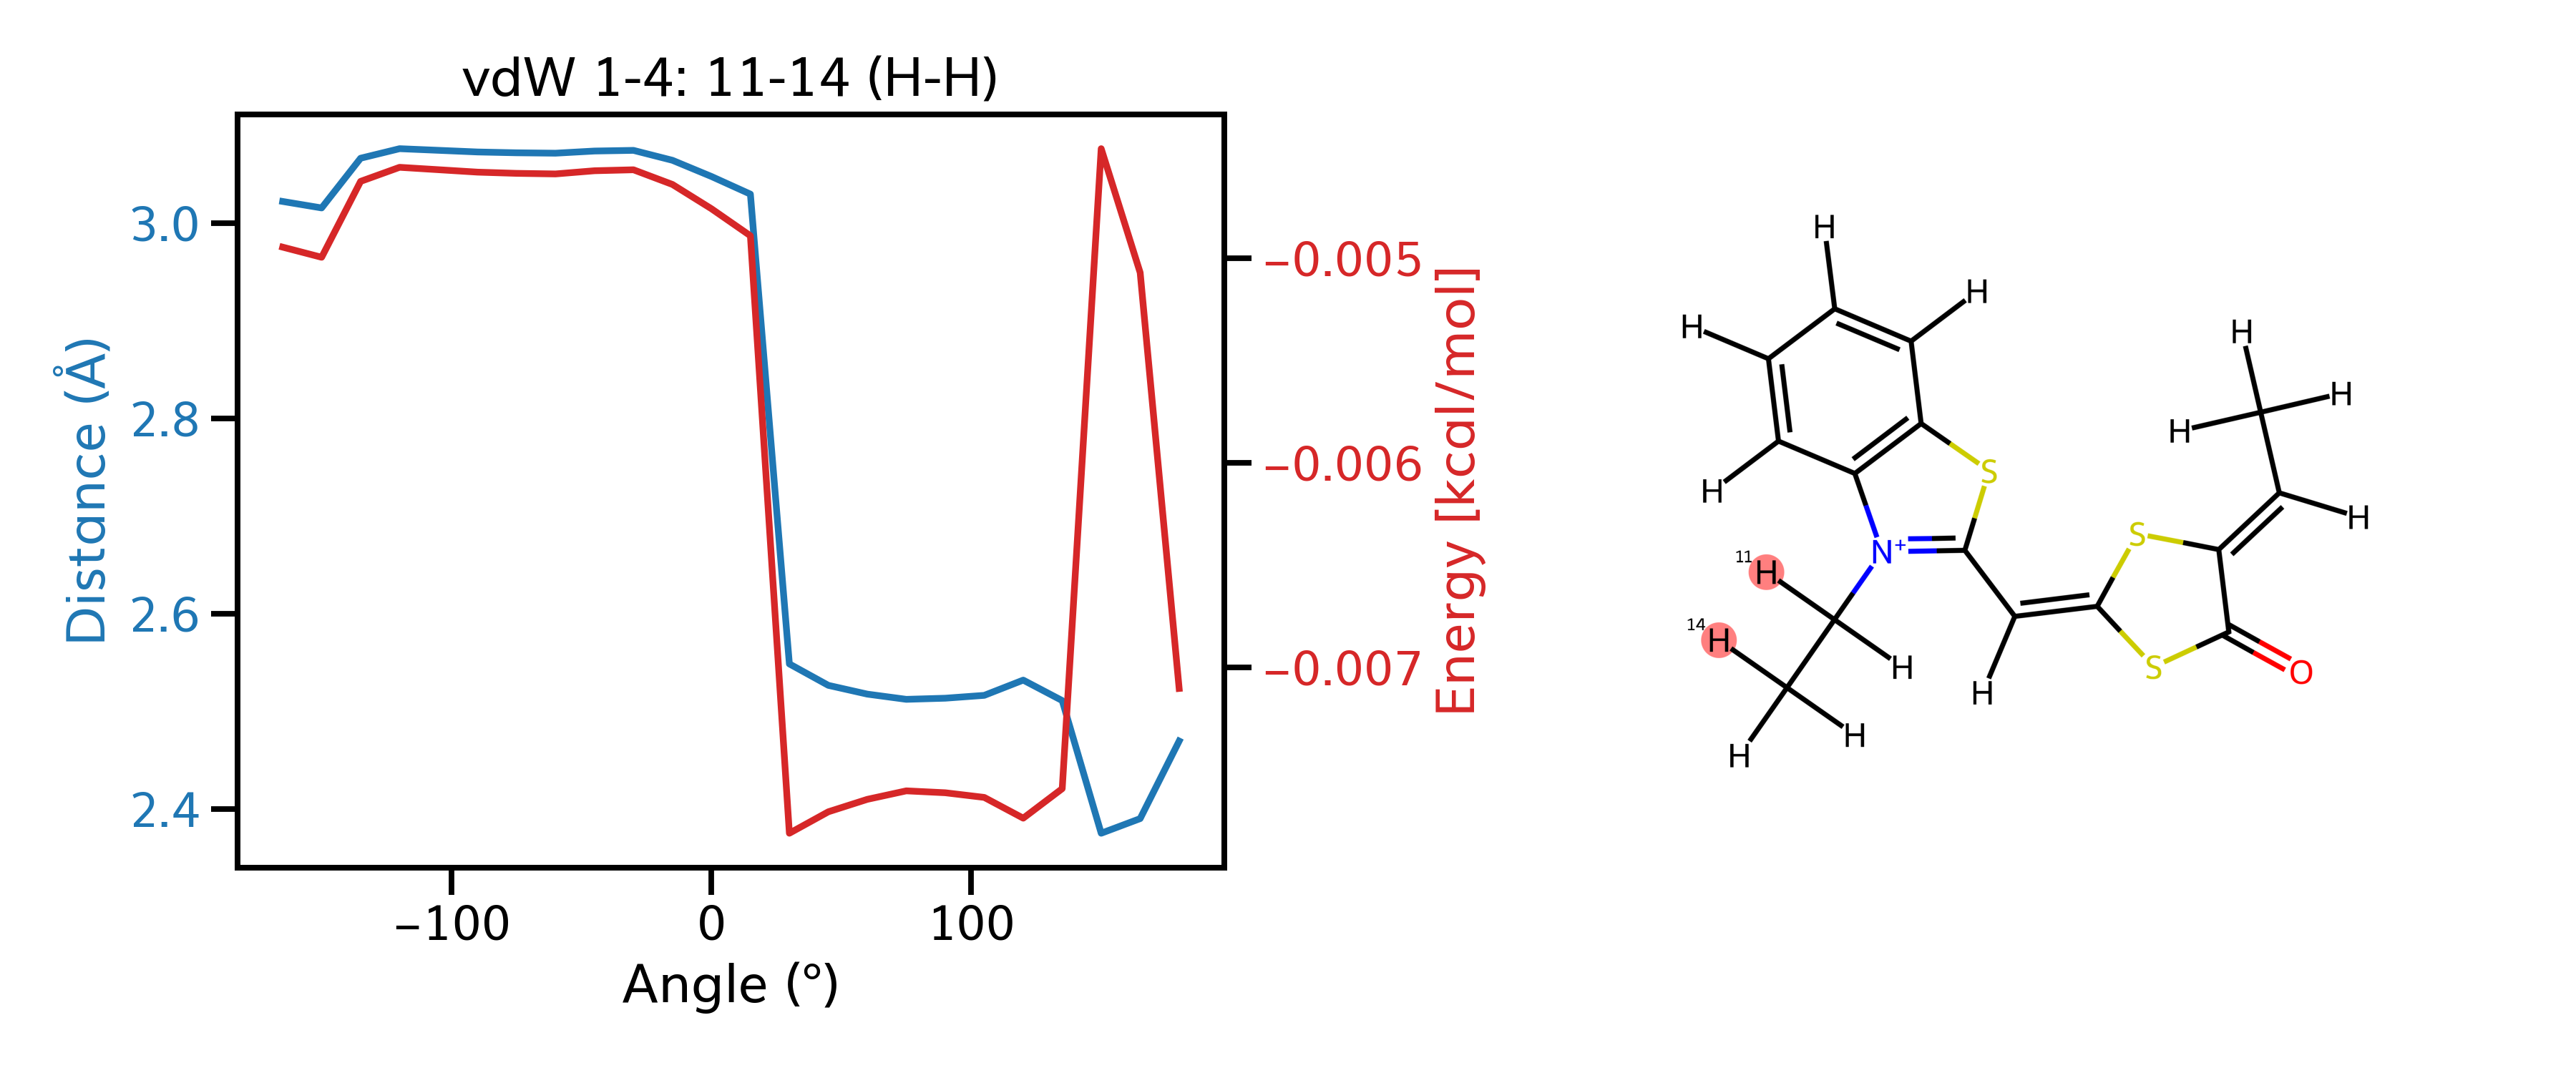 vdW 1-4: 11-14 (H-H)
Distance (Å)
3.0
2.8
2.6
2.4
−100
0
100
Angle (°)
−0.005
−0.006
−0.007
Energy [kcal/mol]
H
H
H
H
H
H
H
S
H
H
S
N+
11
H
14
H
H
H
S
O
H
H